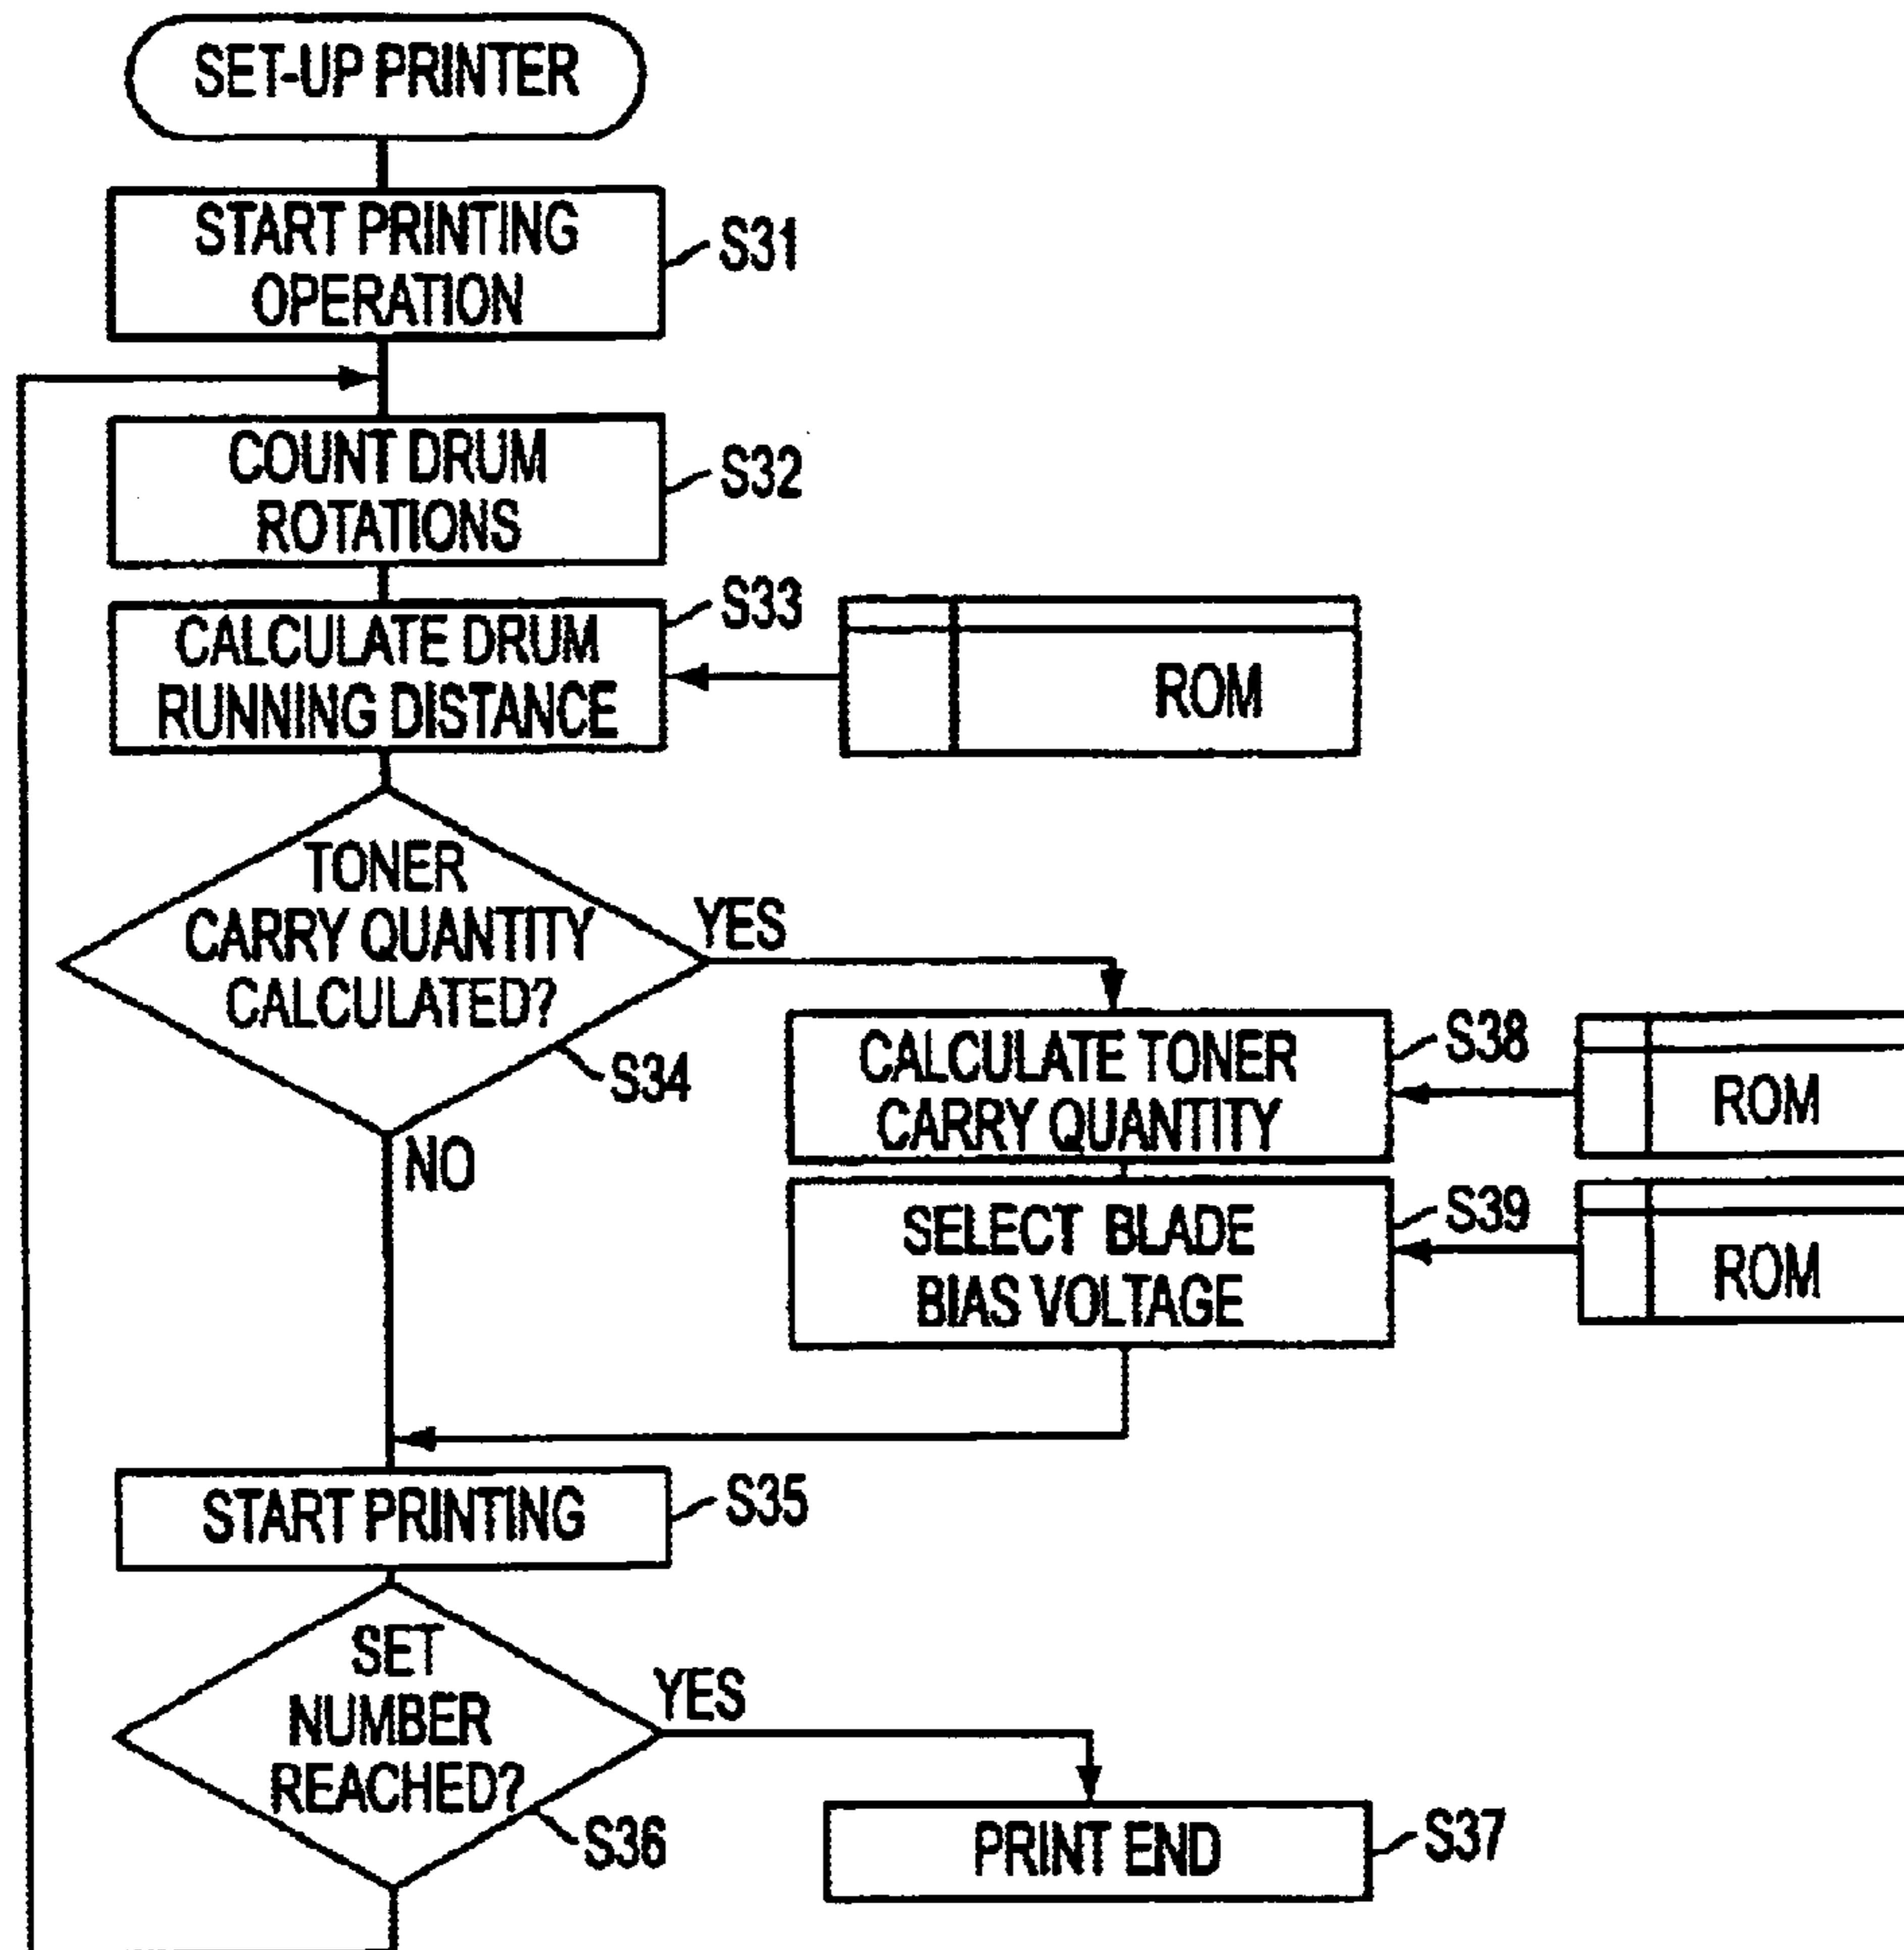 SET-UP PRINTER
START PRINTING
OPERATION
S31
COUNT DRUM
ROTATIONS
S32
CALCULATE DRUM
RUNNING DISTANCE
S33
ROM
TONER
CARRY QUANTITY
CALCULATED?
YES
S34
NO
CALCULATE TONER
CARRY QUANTITY
S38
ROM
SELECT BLADE
BIAS VOLTAGE
S39
ROM
START PRINTING
S35
SET
NUMBER
REACHED?
YES
S36
PRINT END
S37